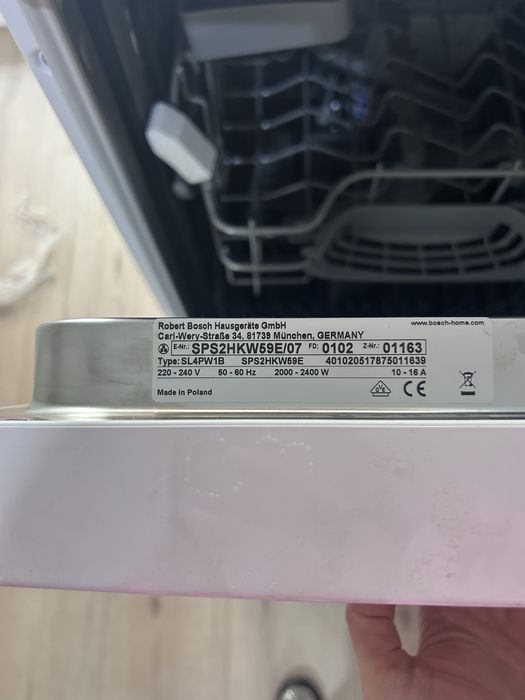 Robert Bosch Hausgeräte GmbH www.bosch-home.com
Carl-Wery-Straße 34, 81739 München, GERMANY
E-Nr.: SPS2HKW59E/07 FD: 0102 Z-Nr.: 01163
Type: SL4PW1B SPS2HKW59E 401020517875011639
220 - 240 V 50 - 60 Hz 2000 - 2400 W 10 - 16 A
Made in Poland
CE